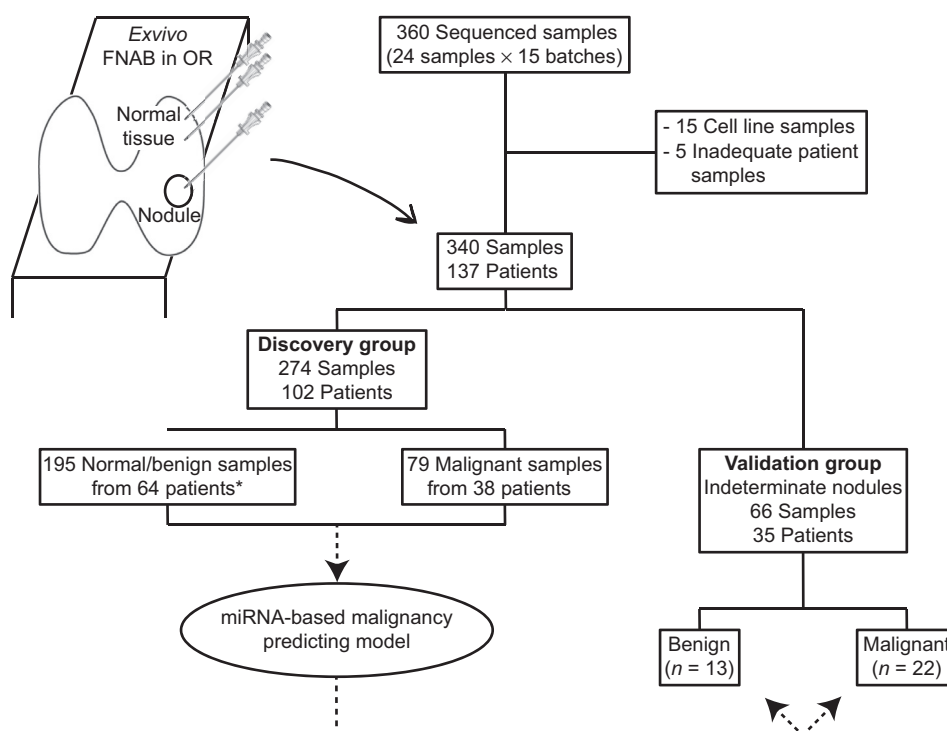 Exvivo
FNAB in OR
Normal
tissue
Nodule
360 Sequenced samples
(24 samples × 15 batches)
- 15 Cell line samples
- 5 Inadequate patient
samples
340 Samples
137 Patients
Discovery group
274 Samples
102 Patients
195 Normal/benign samples
from 64 patients*
79 Malignant samples
from 38 patients
Validation group
Indeterminate nodules
66 Samples
35 Patients
miRNA-based malignancy
predicting model
Benign
(n = 13)
Malignant
(n = 22)